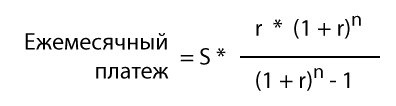 Ежемесячный
платеж
= S * r * (1 + r)^n
(1 + r)^n - 1